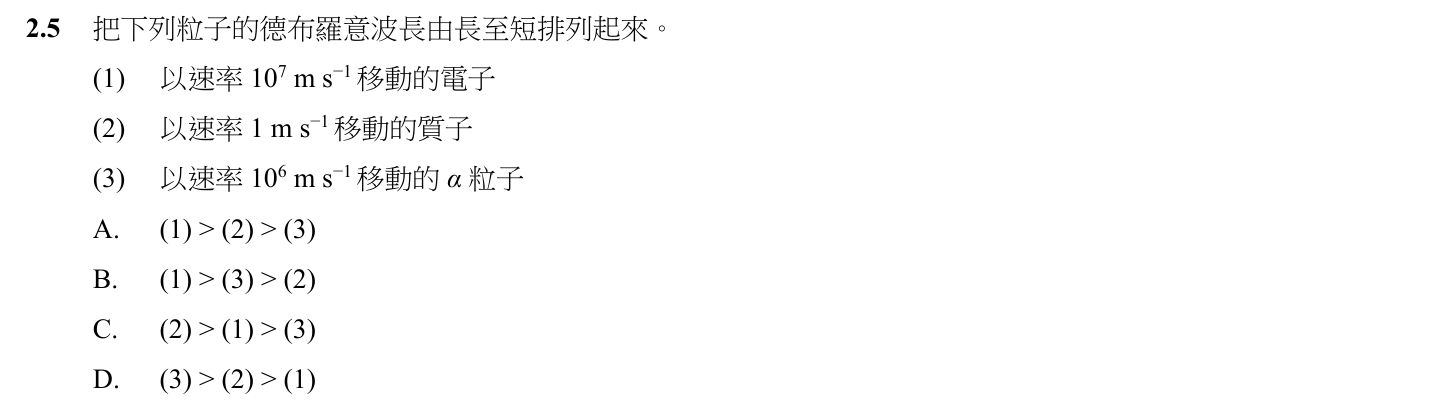 2.5 把下列粒子的德布羅意波長由長至短排列起來。
(1) 以速率 10⁷ m s⁻¹ 移動的電子
(2) 以速率 1 m s⁻¹ 移動的質子
(3) 以速率 10⁶ m s⁻¹ 移動的 α 粒子
A. (1) > (2) > (3)
B. (1) > (3) > (2)
C. (2) > (1) > (3)
D. (3) > (2) > (1)